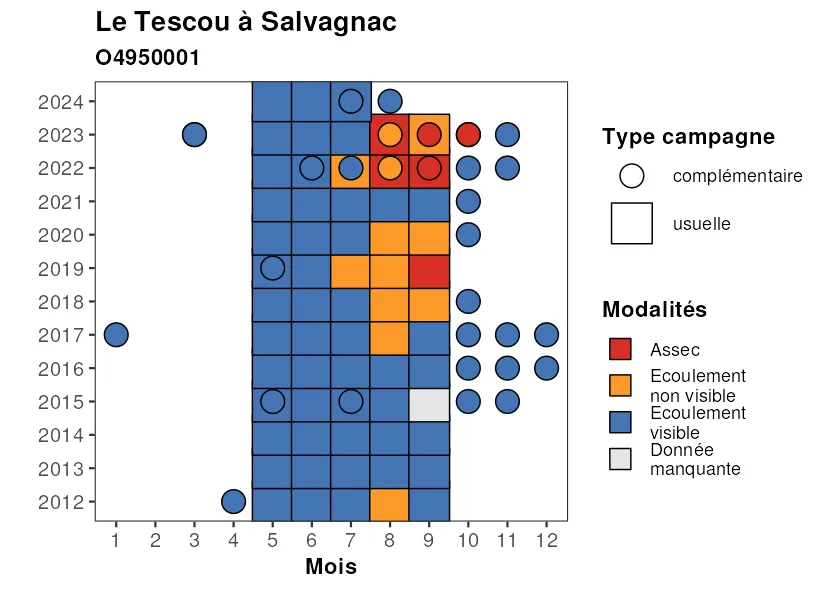 Le Tescou à Salvagnac
O4950001
2024
2023
2022
2021
2020
2019
2018
2017
2016
2015
2014
2013
2012
1 2 3 4 5 6 7 8 9 10 11 12
Mois
Type campagne
complémentaire
usuelle
Modalités
Assec
Ecoulement
non visible
Ecoulement
visible
Donnée
manquante